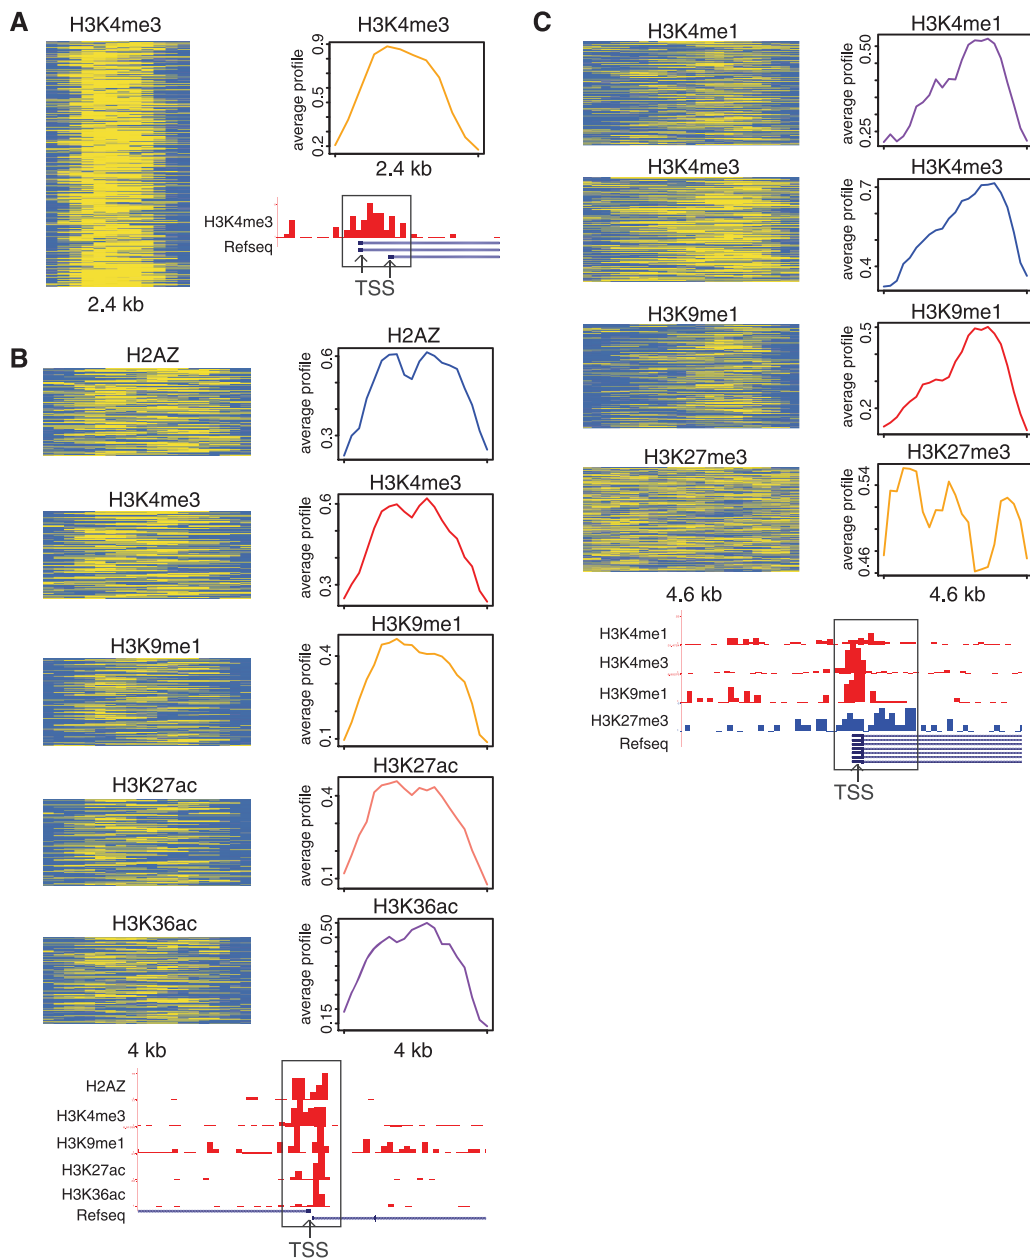 A
H3K4me3
2.4 kb
H3K4me3
average profile
0.9
0.5
0.2
2.4 kb
H3K4me3
Refseq
TSS
B
H2AZ
average profile
0.6
0.3
H3K4me3
average profile
0.6
0.3
H3K9me1
average profile
0.4
0.1
H3K27ac
average profile
0.4
0.1
H3K36ac
average profile
0.50
0.15
4 kb
4 kb
H2AZ
H3K4me3
H3K9me1
H3K27ac
H3K36ac
Refseq
TSS
C
H3K4me1
H3K4me1
average profile
0.50
0.25
H3K4me3
H3K4me3
average profile
0.7
0.4
H3K9me1
H3K9me1
average profile
0.5
0.2
H3K27me3
H3K27me3
average profile
0.54
0.46
4.6 kb
4.6 kb
H3K4me1
H3K4me3
H3K9me1
H3K27me3
Refseq
TSS